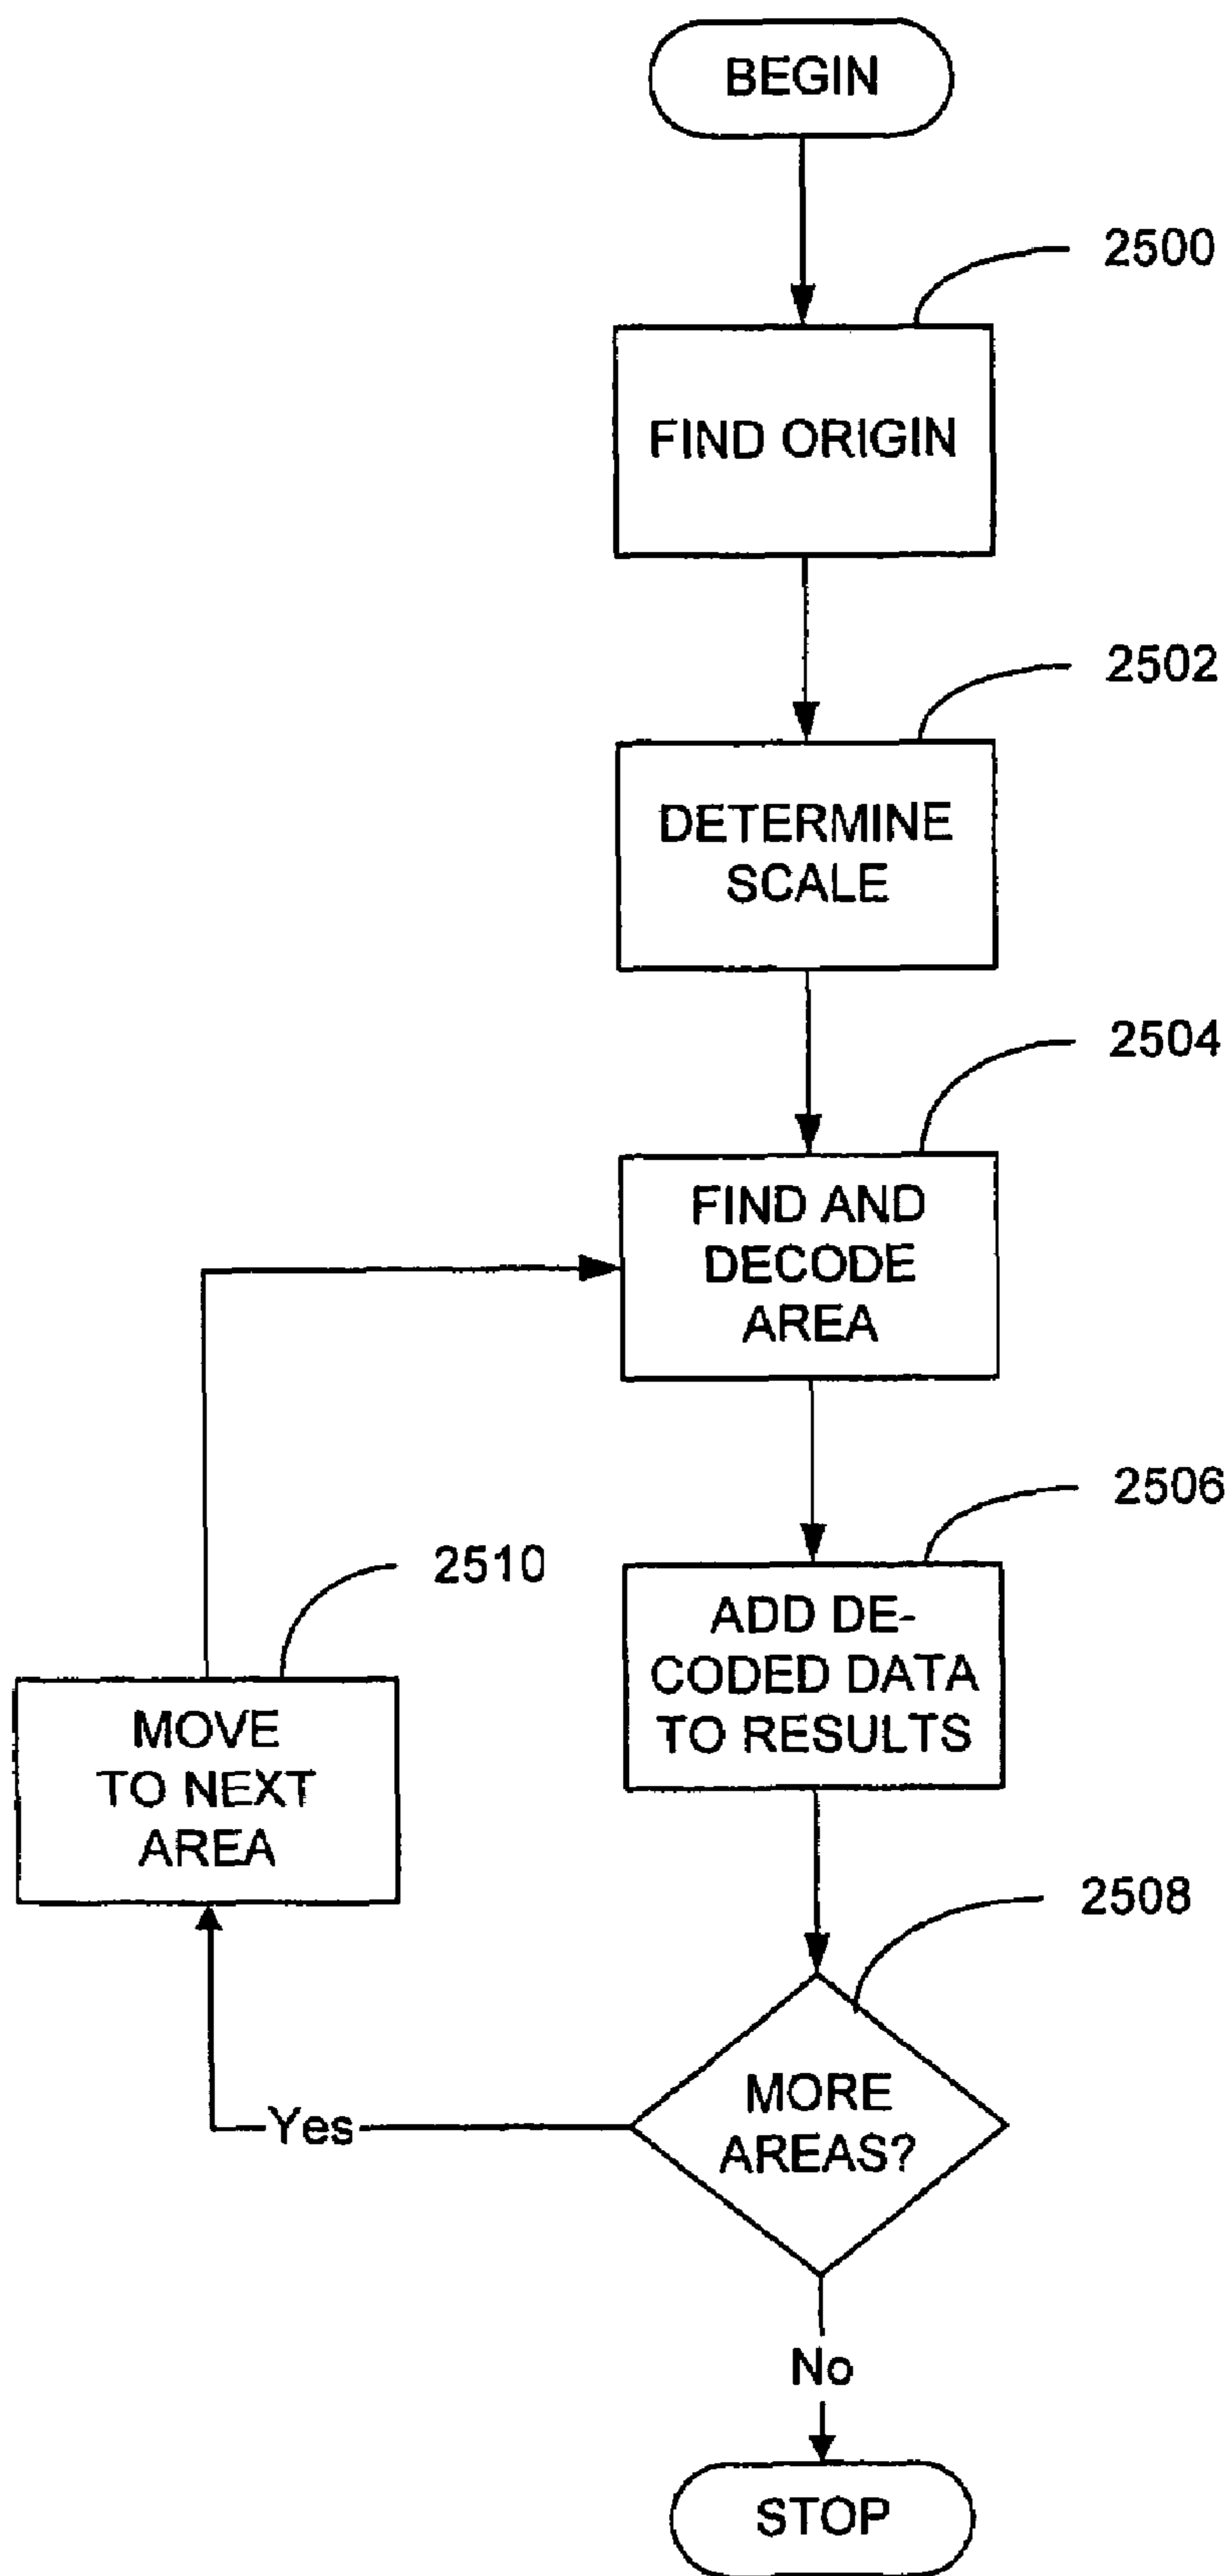 BEGIN
2500
FIND ORIGIN
2502
DETERMINE
SCALE
2504
FIND AND
DECODE
AREA
2506
ADD DE-
CODED DATA
TO RESULTS
2510
MOVE
TO NEXT
AREA
2508
MORE
AREAS?
Yes
No
STOP